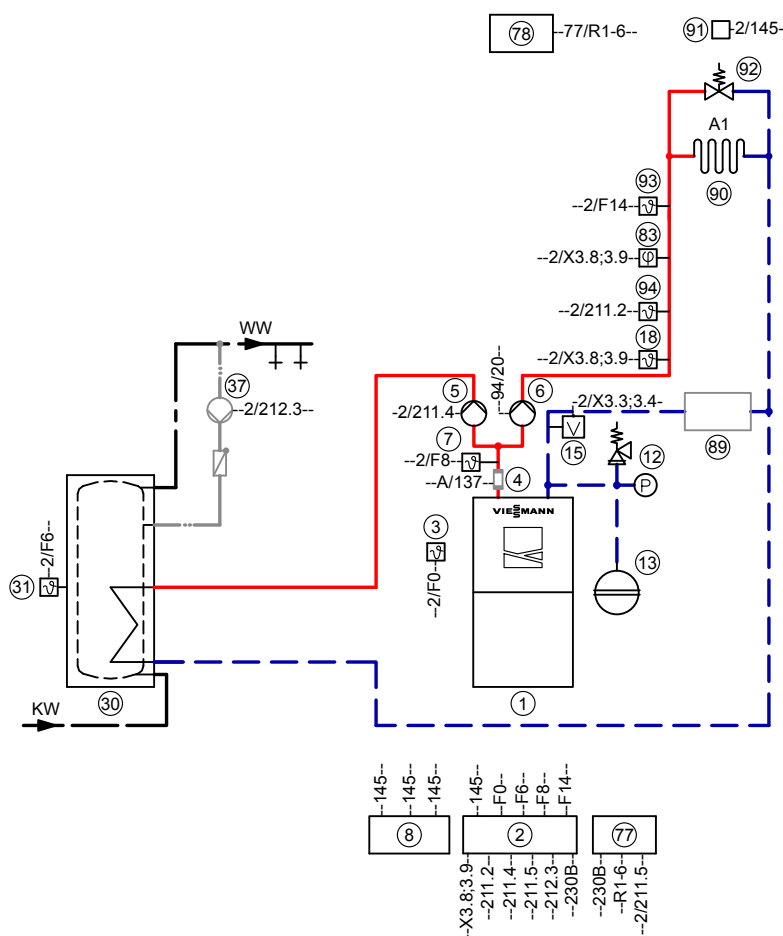 78
--77/R1-6--
91
-2/145-
92
A1
90
93
--2/F14--
83
φ
--2/X3.8;3.9--
94
--2/211.2--
18
--2/X3.8;3.9--
WW
37
--2/212.3--
5
--94/20--
6
-2/211.4-
-2/X3.3;3.4-
89
7
--2/F8--
15
12
--A/137--
4
P
VIESMANN
3
--2/F0--
13
--2/F6--
31
30
KW
1
--145--
--145--
--145--
8
--145--
--F0--
--F6--
--F8--
--F14--
2
--X3.8;3.9--
--211.2--
--211.4--
--211.5--
--212.3--
--230B--
77
--230B--
--R1-6--
--2/211.5--